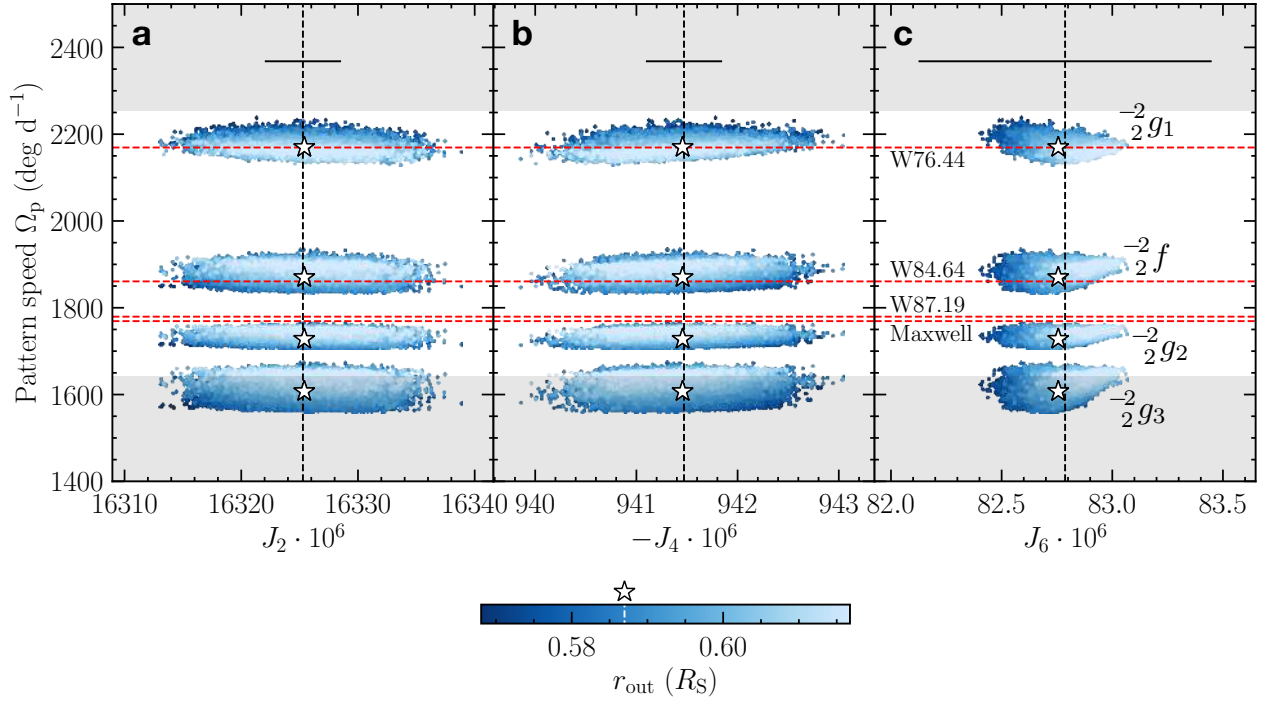 a
b
c
Pattern speed Ω_p (deg d^{-1})
2400
2200
2000
1800
1600
1400
^{-2}_{2}g_1
W76.44
^{-2}_{2}f
W84.64
W87.19
Maxwell
^{-2}_{2}g_2
^{-2}_{2}g_3
16310 16320 16330 16340
940 941 942 943
82.0 82.5 83.0 83.5
J_2 · 10^6
−J_4 · 10^6
J_6 · 10^6
0.58 0.60
r_out (R_S)